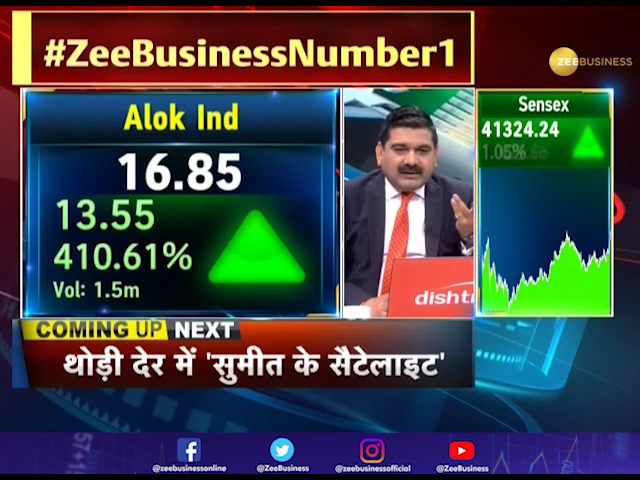 #ZeeBusinessNumber1
ZEEBUSINESS
Alok Ind
16.85
13.55
410.61%
Vol: 1.5m
Sensex
41324.24
1.05%
disht
COMING UP NEXT
थोड़ी देर में 'सुमीत के सैटेलाइट'
@zeebusinessonline
@ZeeBusiness
@zeebusinessofficial
@ZeeBusiness